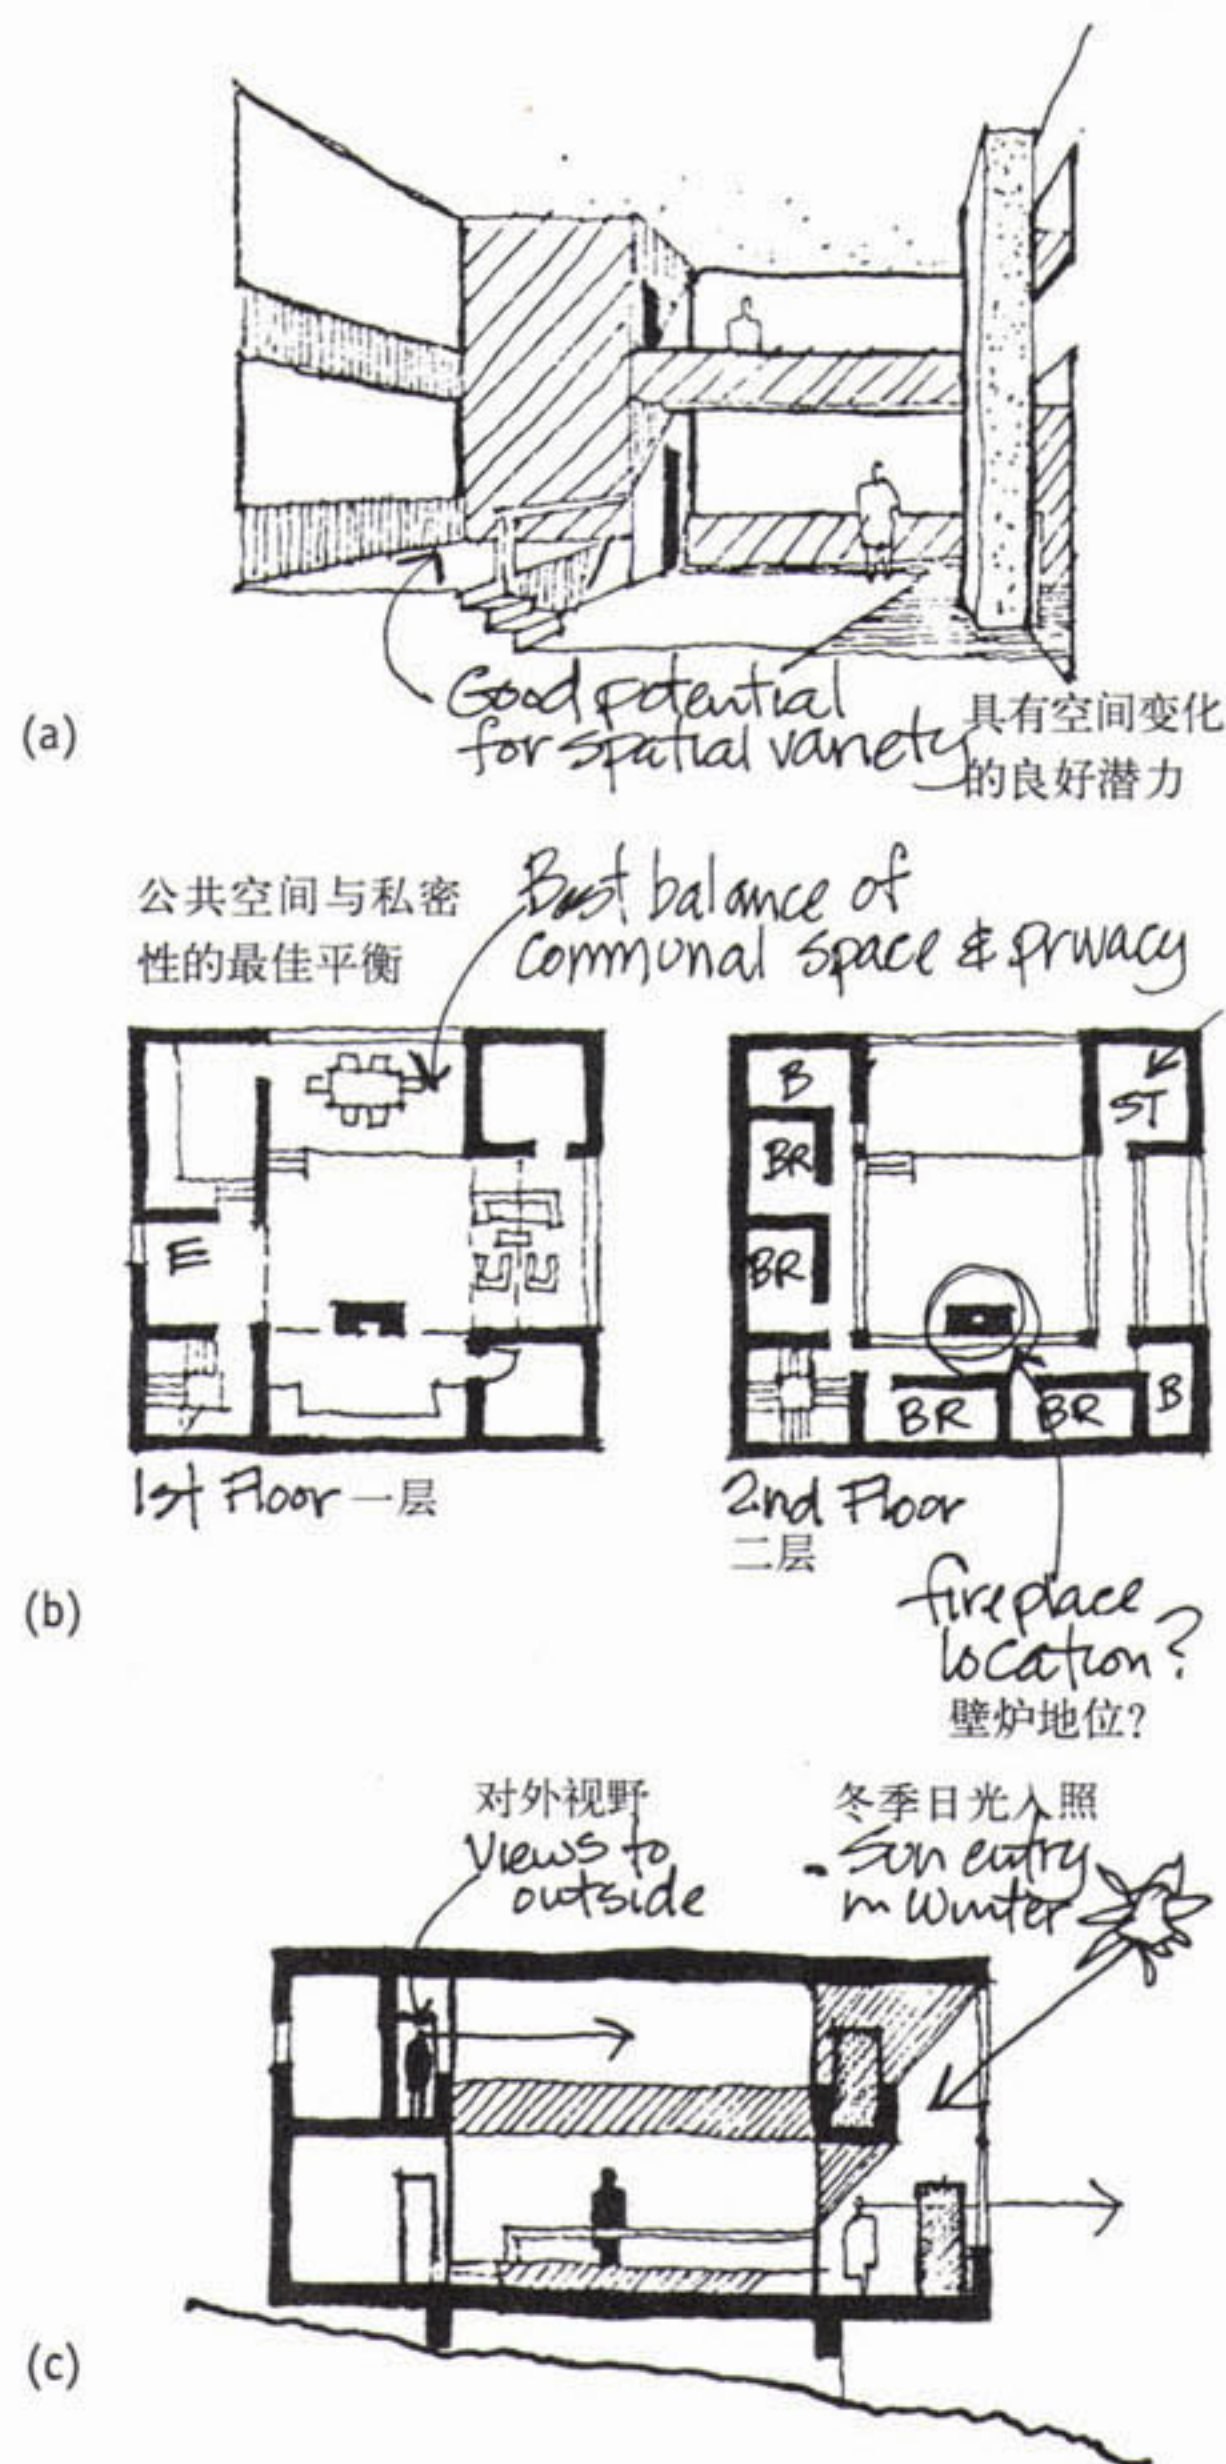 Good potential
for spatial variety
具有空间变化
的良好潜力
(a)
公共空间与私密
性的最佳平衡
Best balance of
communal space & privacy
E
B
BR
BR
ST
BR
BR
B
1st Floor 一层
2nd Floor
二层
(b)
fireplace
location?
壁炉地位?
对外视野
Views to
outside
冬季日光入照
- Sun entry
in Winter
(c)